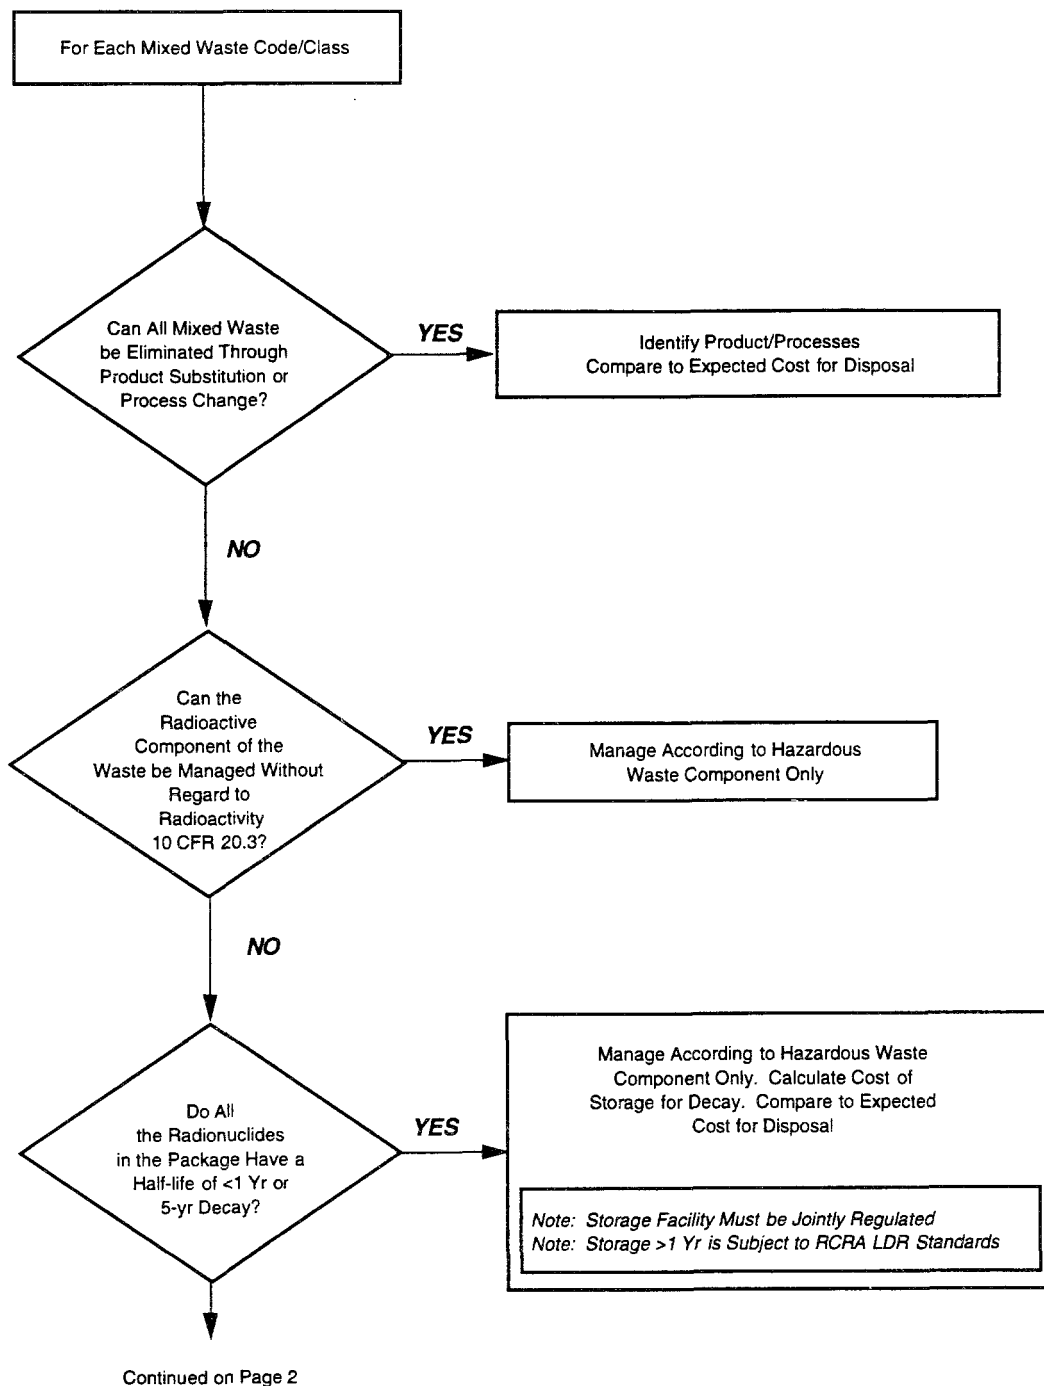 For Each Mixed Waste Code/Class
Can All Mixed Waste
be Eliminated Through
Product Substitution or
Process Change?
YES
Identify Product/Processes
Compare to Expected Cost for Disposal
NO
Can the
Radioactive
Component of the
Waste be Managed Without
Regard to
Radioactivity
10 CFR 20.3?
YES
Manage According to Hazardous
Waste Component Only
NO
Do All
the Radionuclides
in the Package Have a
Half-life of <1 Yr or
5-yr Decay?
YES
Manage According to Hazardous Waste
Component Only. Calculate Cost of
Storage for Decay. Compare to Expected
Cost for Disposal
Note: Storage Facility Must be Jointly Regulated
Note: Storage >1 Yr is Subject to RCRA LDR Standards
Continued on Page 2